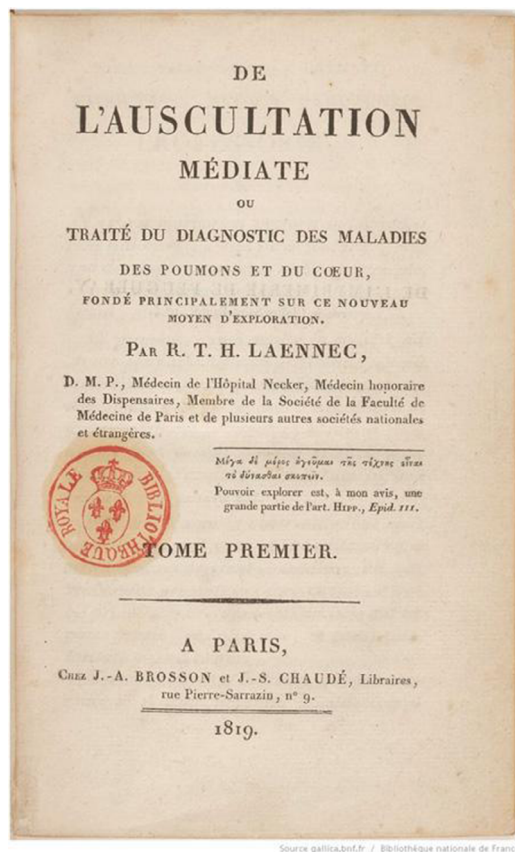 DE
L'AUSCULTATION
MÉDIATE
OU
TRAITÉ DU DIAGNOSTIC DES MALADIES
DES POUMONS ET DU CŒUR,
FONDÉ PRINCIPALEMENT SUR CE NOUVEAU
MOYEN D'EXPLORATION.
PAR R. T. H. LAENNEC,
D. M. P., Médecin de l'Hôpital Necker, Médecin honoraire
des Dispensaires, Membre de la Société de la Faculté de
Médecine de Paris et de plusieurs autres sociétés nationales
et étrangères.
Μέγα δὲ μέρος ἡγοῦμαι τῆς τέχνης εἶναι
τὸ δύνασθαι σκοπεῖν.
Pouvoir explorer est, à mon avis, une
grande partie de l'art. HIPP., Epid. III.
BIBLIOTHEQUE ROYALE
TOME PREMIER.
A PARIS,
CHEZ J.-A. BROSSON et J.-S. CHAUDÉ, Libraires,
rue Pierre-Sarrazin, nº 9.
1819.
Source gallica.bnf.fr / Bibliothèque nationale de Franc